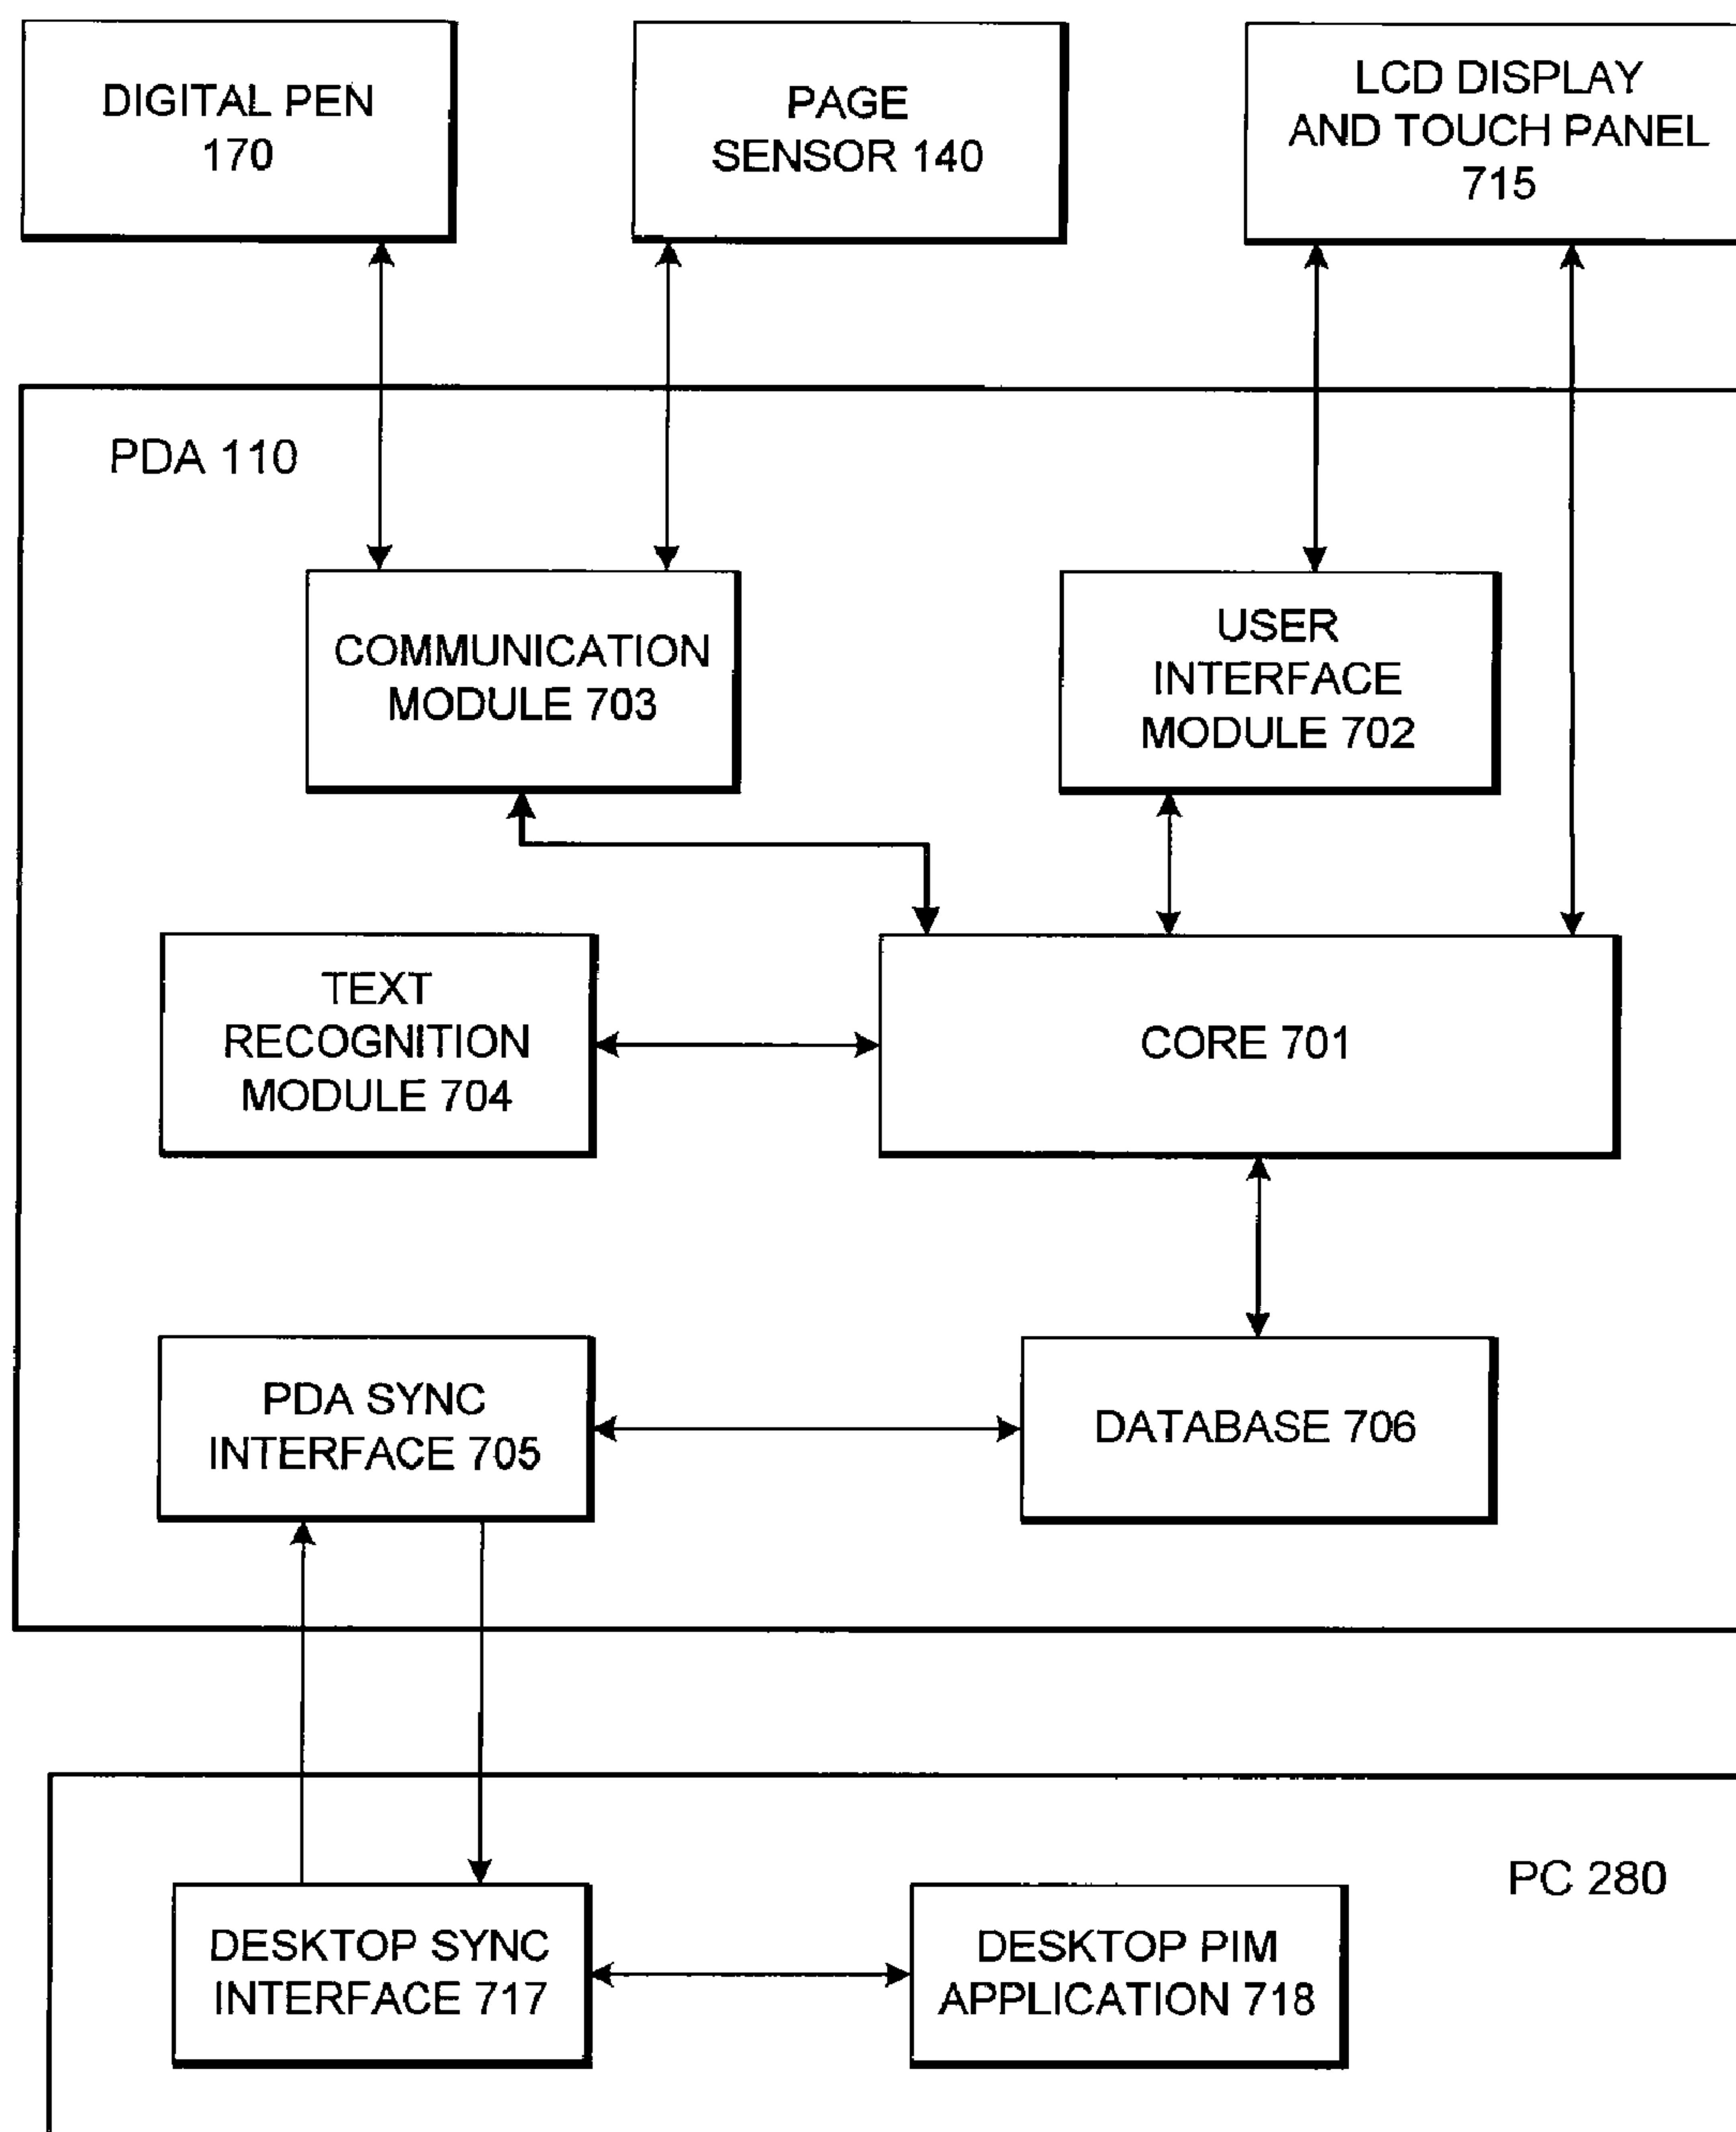 DIGITAL PEN
170
PAGE
SENSOR 140
LCD DISPLAY
AND TOUCH PANEL
715
PDA 110
COMMUNICATION
MODULE 703
USER
INTERFACE
MODULE 702
TEXT
RECOGNITION
MODULE 704
CORE 701
PDA SYNC
INTERFACE 705
DATABASE 706
PC 280
DESKTOP SYNC
INTERFACE 717
DESKTOP PIM
APPLICATION 718